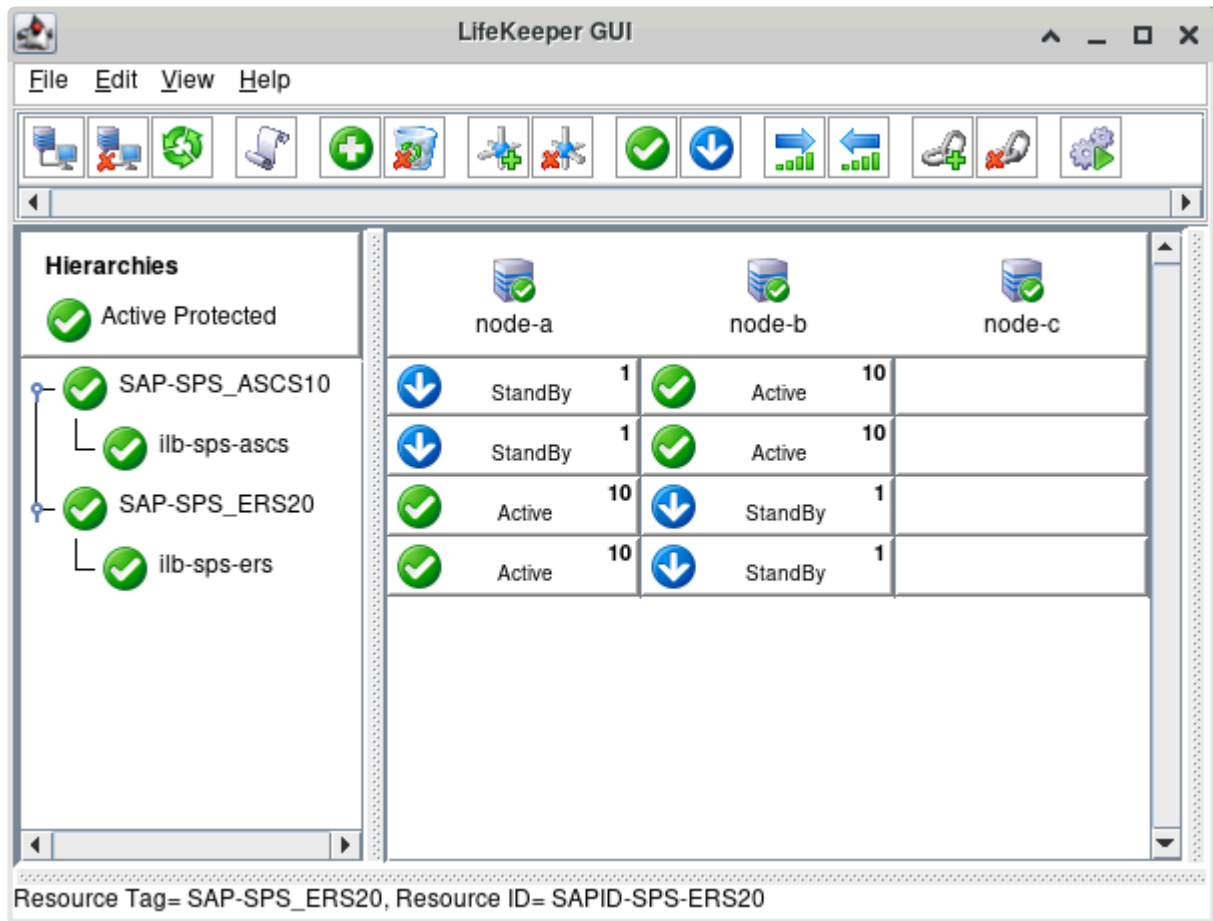 LifeKeeper GUI
File Edit View Help
Hierarchies
Active Protected
node-a node-b node-c
SAP-SPS_ASCS10 StandBy 1 Active 10
ilb-sps-ascs StandBy 1 Active 10
SAP-SPS_ERS20 Active 10 StandBy 1
ilb-sps-ers Active 10 StandBy 1
Resource Tag= SAP-SPS_ERS20, Resource ID= SAPID-SPS-ERS20